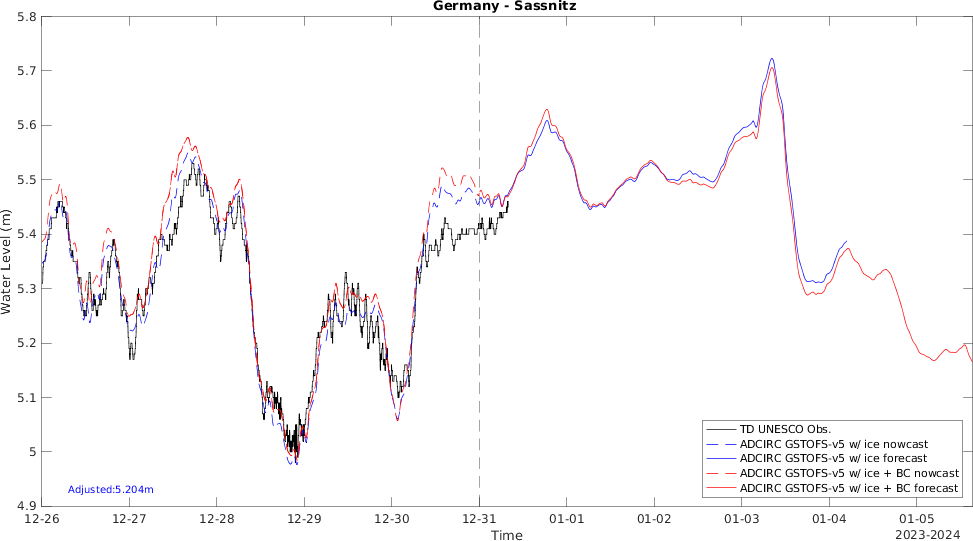 Germany - Sassnitz
Water Level (m)
5.8
5.7
5.6
5.5
5.4
5.3
5.2
5.1
5
4.9
Adjusted:5.204m
TD UNESCO Obs.
ADCIRC GSTOFS-v5 w/ ice nowcast
ADCIRC GSTOFS-v5 w/ ice forecast
ADCIRC GSTOFS-v5 w/ ice + BC nowcast
ADCIRC GSTOFS-v5 w/ ice + BC forecast
12-26 12-27 12-28 12-29 12-30 12-31 01-01 01-02 01-03 01-04 01-05
Time
2023-2024